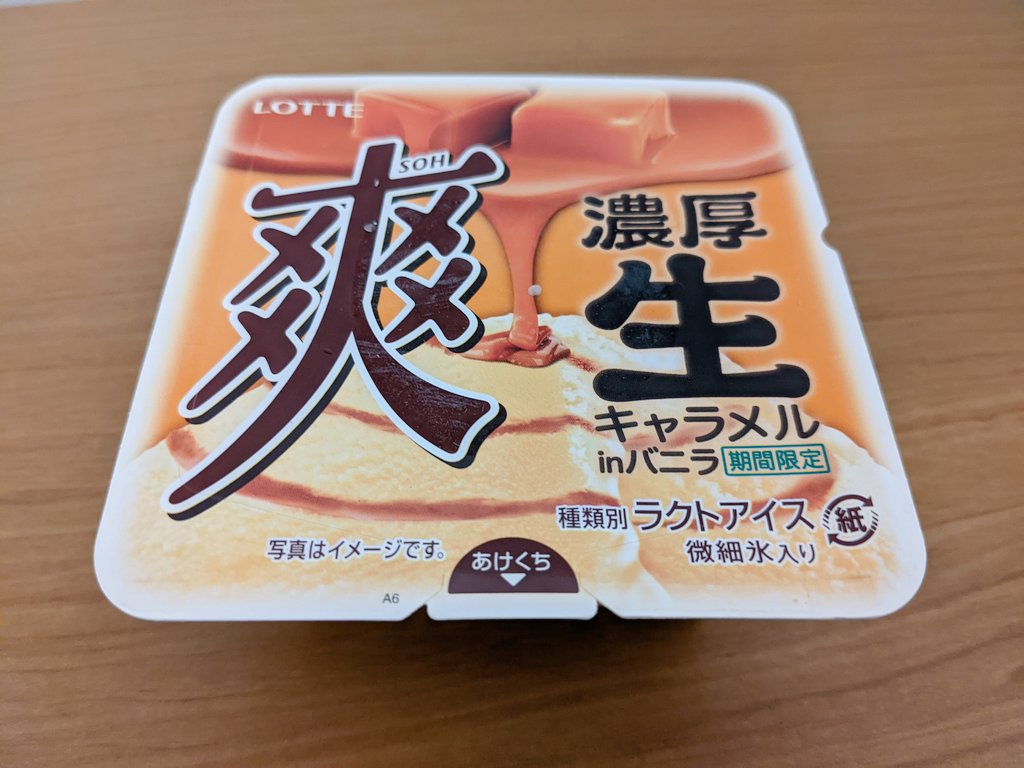 LOTTE
爽
SOH
濃厚
生
キャラメル
inバニラ 期間限定
種類別 ラクトアイス
紙
微細氷入り
写真はイメージです。
あけくち
A6